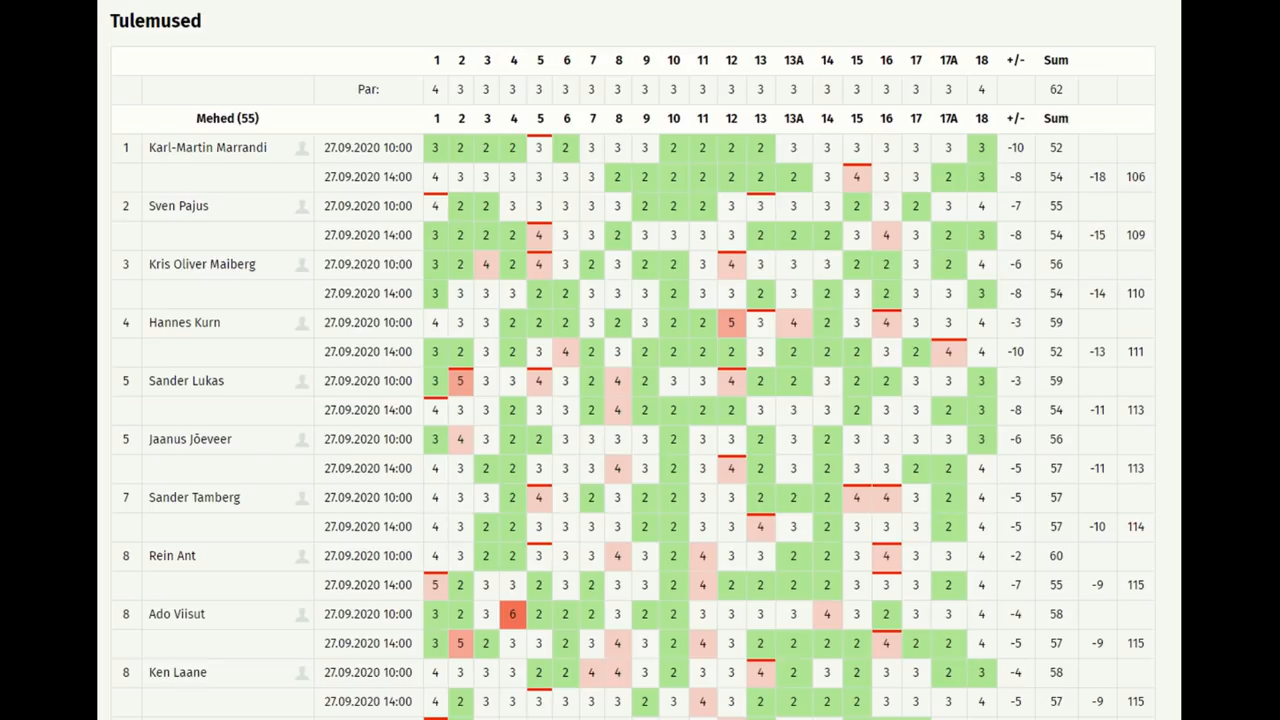 Tulemused
1 2 3 4 5 6 7 8 9 10 11 12 13 13A 14 15 16 17 17A 18 +/- Sum
Par: 4 3 3 3 3 3 3 3 3 3 3 3 3 3 3 3 3 3 3 4 62
Mehed (55) 1 2 3 4 5 6 7 8 9 10 11 12 13 13A 14 15 16 17 17A 18 +/- Sum
1 Karl-Martin Marrandi 27.09.2020 10:00 3 2 2 2 3 2 3 3 3 2 2 2 2 3 3 3 3 3 3 3 -10 52
27.09.2020 14:00 4 3 3 3 3 3 3 2 2 2 2 2 2 2 3 4 3 3 2 3 -8 54 -18 106
2 Sven Pajus 27.09.2020 10:00 4 2 2 3 3 3 3 3 2 2 2 3 3 3 3 2 3 2 3 4 -7 55
27.09.2020 14:00 3 2 2 2 4 3 3 2 3 3 3 3 2 2 2 3 4 3 2 3 -8 54 -15 109
3 Kris Oliver Maiberg 27.09.2020 10:00 3 2 4 2 4 3 2 3 2 2 3 4 3 3 3 2 2 3 2 4 -6 56
27.09.2020 14:00 3 3 3 3 2 2 3 3 3 2 3 3 2 3 2 3 2 3 3 3 -8 54 -14 110
4 Hannes Kurn 27.09.2020 10:00 4 3 3 2 2 2 3 2 3 2 2 5 3 4 2 3 4 3 3 4 -3 59
27.09.2020 14:00 3 2 3 2 3 4 2 3 2 2 2 2 3 2 2 2 3 2 4 4 -10 52 -13 111
5 Sander Lukas 27.09.2020 10:00 3 5 3 3 4 3 2 4 2 3 3 4 2 2 3 2 2 3 3 3 -3 59
27.09.2020 14:00 4 3 3 2 3 3 2 4 2 2 2 2 3 3 3 2 3 3 2 3 -8 54 -11 113
5 Jaanus Jõeveer 27.09.2020 10:00 3 4 3 2 2 3 3 3 3 2 3 3 2 3 2 3 3 3 3 3 -6 56
27.09.2020 14:00 4 3 2 2 3 3 3 4 3 2 3 4 2 3 2 3 3 2 2 4 -5 57 -11 113
7 Sander Tamberg 27.09.2020 10:00 4 3 3 2 4 3 2 3 2 2 3 3 2 2 2 4 4 3 2 4 -5 57
27.09.2020 14:00 4 3 2 2 3 3 3 3 2 2 3 3 4 3 2 3 3 3 2 4 -5 57 -10 114
8 Rein Ant 27.09.2020 10:00 4 3 2 2 3 3 3 4 3 2 4 3 3 2 2 3 4 3 3 4 -2 60
27.09.2020 14:00 5 2 3 3 2 3 2 3 3 2 4 2 2 2 2 3 3 3 2 4 -7 55 -9 115
8 Ado Viisut 27.09.2020 10:00 3 2 3 6 2 2 2 3 2 2 3 3 3 3 4 3 2 3 3 4 -4 58
27.09.2020 14:00 3 5 2 3 3 2 3 4 3 2 4 3 2 2 2 2 4 2 2 4 -5 57 -9 115
8 Ken Laane 27.09.2020 10:00 4 3 3 3 2 2 4 4 3 2 3 3 4 2 3 2 3 3 2 3 -4 58
27.09.2020 14:00 4 2 3 3 3 3 3 3 2 3 4 3 2 2 2 2 3 3 3 4 -5 57 -9 115